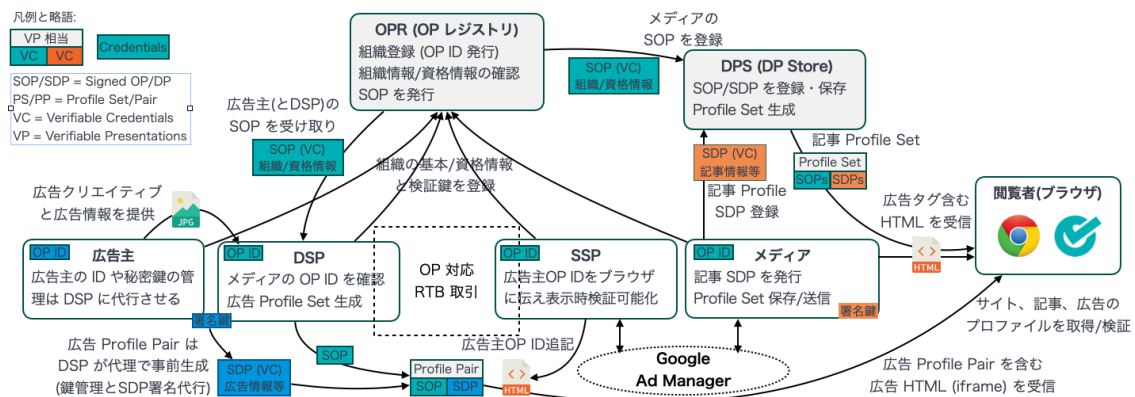 凡例と略語:
VP 相当
VC
VC
Credentials
SOP/SDP = Signed OP/DP
PS/PP = Profile Set/Pair
VC = Verifiable Credentials
VP = Verifiable Presentations
OPR (OP レジストリ)
組織登録 (OP ID 発行)
組織情報/資格情報の確認
SOP を発行
メディアの
SOP を登録
SOP (VC)
組織/資格情報
DPS (DP Store)
SOP/SDP を登録・保存
Profile Set 生成
広告主(とDSP)の
SOP を受け取り
SOP (VC)
組織/資格情報
組織の基本/資格情報
と検証鍵を登録
SDP (VC)
記事情報等
記事 Profile
SDP 登録
記事 Profile Set
Profile Set
SOPs
SDPs
広告クリエイティブ
と広告情報を提供
JPG
広告タグ含む
HTML を受信
HTML
閲覧者(ブラウザ)
OP ID
広告主
広告主の ID や秘密鍵の管
理は DSP に代行させる
署名鍵
OP ID
DSP
メディアの OP ID を確認
広告 Profile Set 生成
OP 対応
RTB 取引
OP ID
SSP
広告主OP IDをブラウザ
に伝え表示時検証可能化
OP ID
メディア
記事 SDP を発行
Profile Set 保存/送信
署名鍵
サイト、記事、広告の
プロファイルを取得/検証
広告 Profile Pair は
DSP が代理で事前生成
(鍵管理とSDP署名代行)
SDP (VC)
広告情報等
SOP
Profile Pair
SOP
SDP
広告主OP ID追記
HTML
Google
Ad Manager
広告 Profile Pair を含む
広告 HTML (iframe) を受信